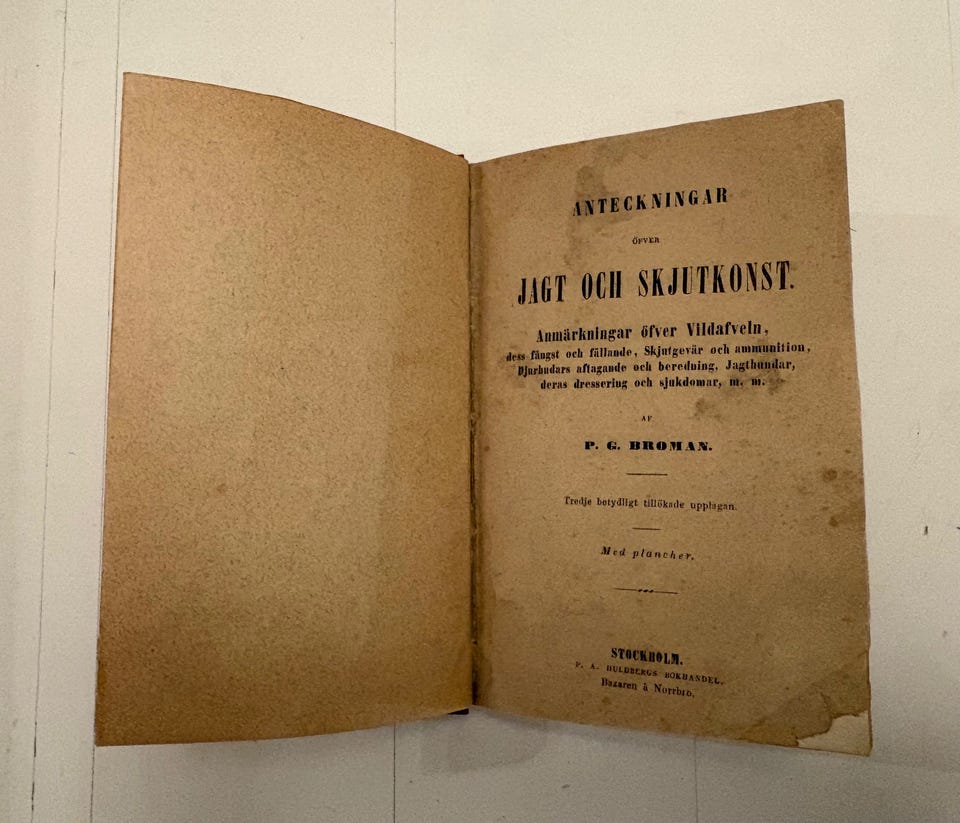 ANTECKNINGAR
ÖFVER
JAGT OCH SKJUTKONST.
Anmärkningar öfver Vildafveln,
dess fångst och fällande, Skjutgevär och ammunition,
Djurhudars aftagande och beredning, Jagthundar,
deras dressering och sjukdomar, m. m.
AF
P. G. BROMAN.
Tredje betydligt tillökade upplagan.
Med plancher.
STOCKHOLM.
P. A. HULDBERGS BOKHANDEL,
Bazaren å Norrbro.